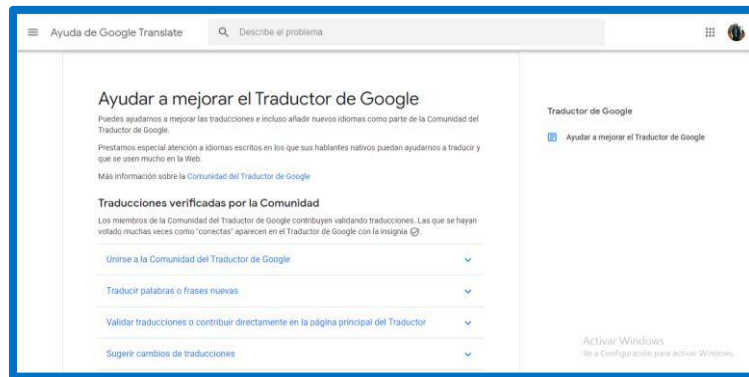 Ayuda de Google Translate
Describe el problema
Ayudar a mejorar el Traductor de Google
Puedes ayudarnos a mejorar las traducciones e incluso añadir nuevos idiomas como parte de la Comunidad del
Traductor de Google.
Prestamos especial atención a idiomas escritos en los que sus hablantes nativos puedan ayudarnos a traducir y
que se usen mucho en la Web.
Más información sobre la Comunidad del Traductor de Google
Traducciones verificadas por la Comunidad
Los miembros de la Comunidad del Traductor de Google contribuyen validando traducciones. Las que se hayan
votado muchas veces como "correctas" aparecen en el Traductor de Google con la insignia
Unirse a la Comunidad del Traductor de Google
Traducir palabras o frases nuevas
Validar traducciones o contribuir directamente en la página principal del Traductor
Sugerir cambios de traducciones
Traductor de Google
Ayudar a mejorar el Traductor de Google
Activar Windows
Ve a Configuración para activar Windows.